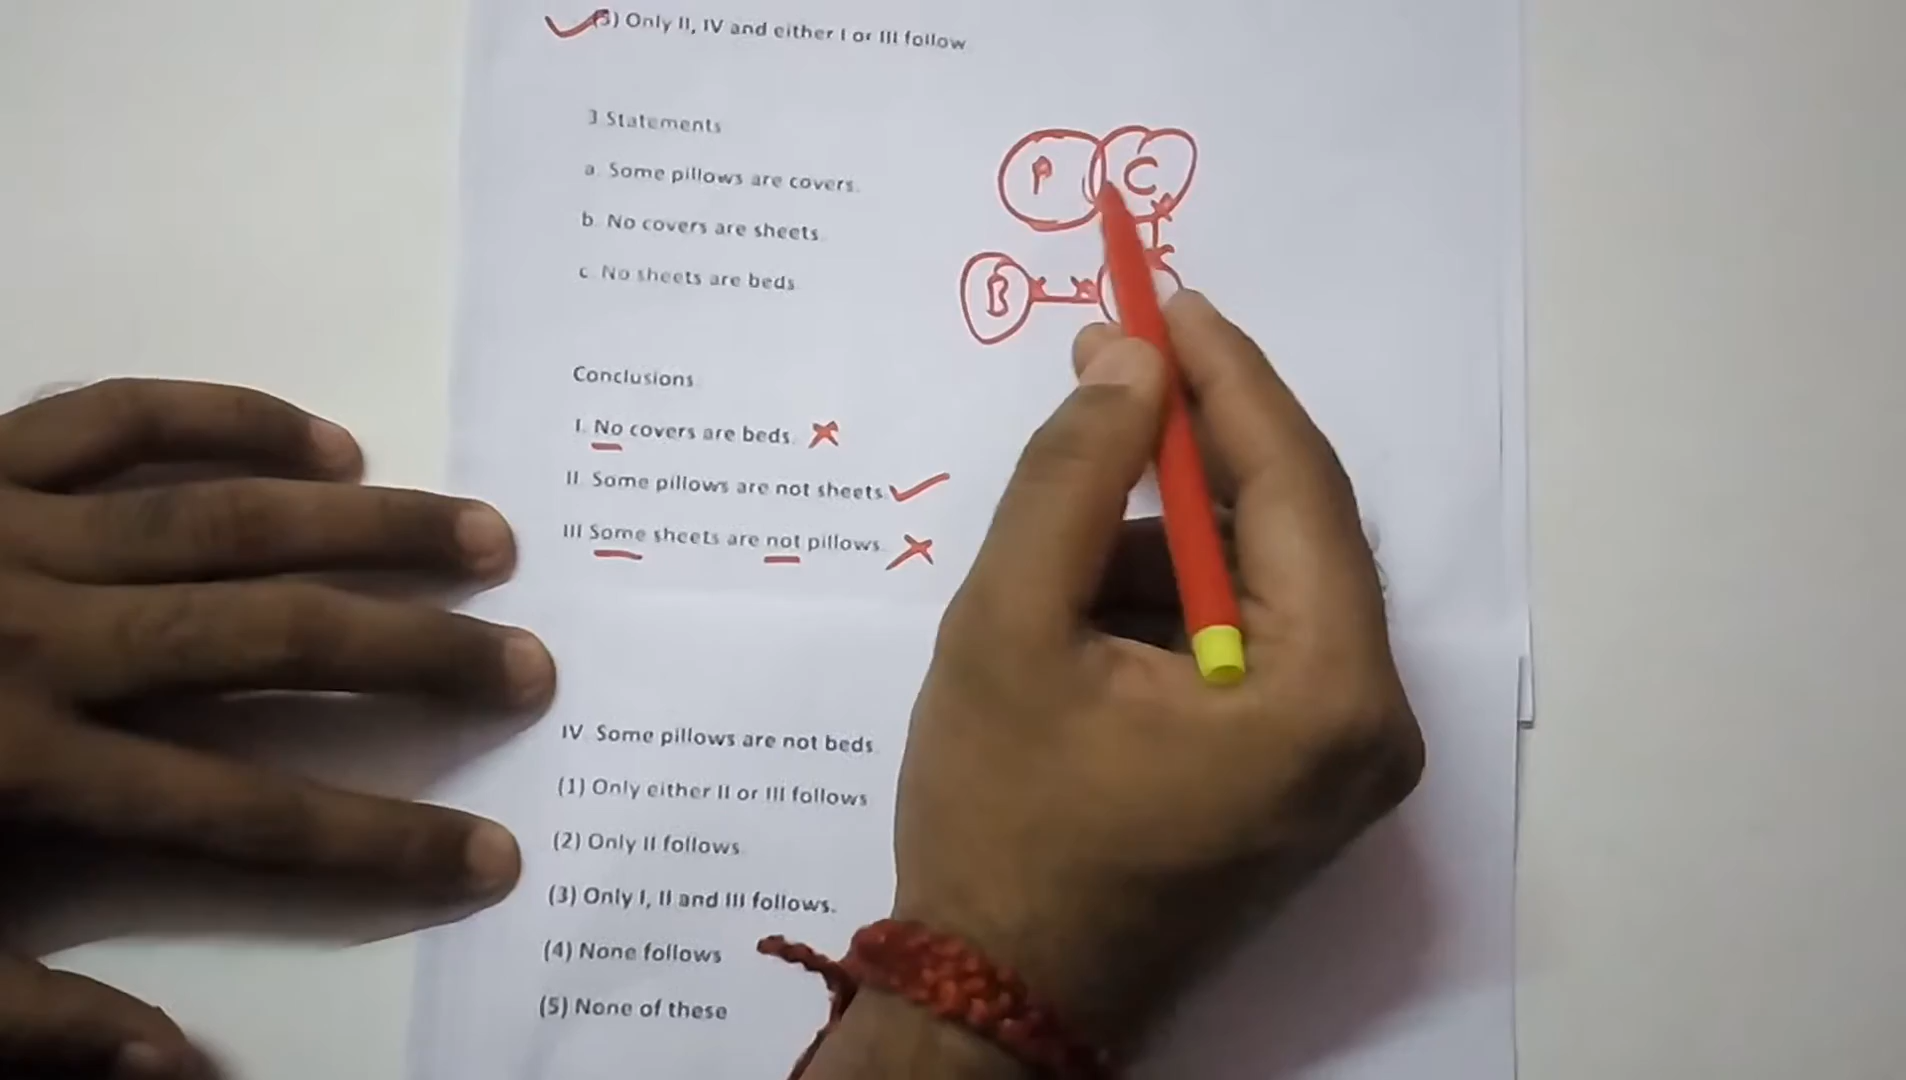 (5) Only II, IV and either I or III follow
3 Statements
a. Some pillows are covers.
b. No covers are sheets.
c. No sheets are beds.
P C
B
Conclusions
I. No covers are beds.
II. Some pillows are not sheets.
III Some sheets are not pillows.
IV. Some pillows are not beds.
(1) Only either II or III follows
(2) Only II follows.
(3) Only I, II and III follows.
(4) None follows
(5) None of these